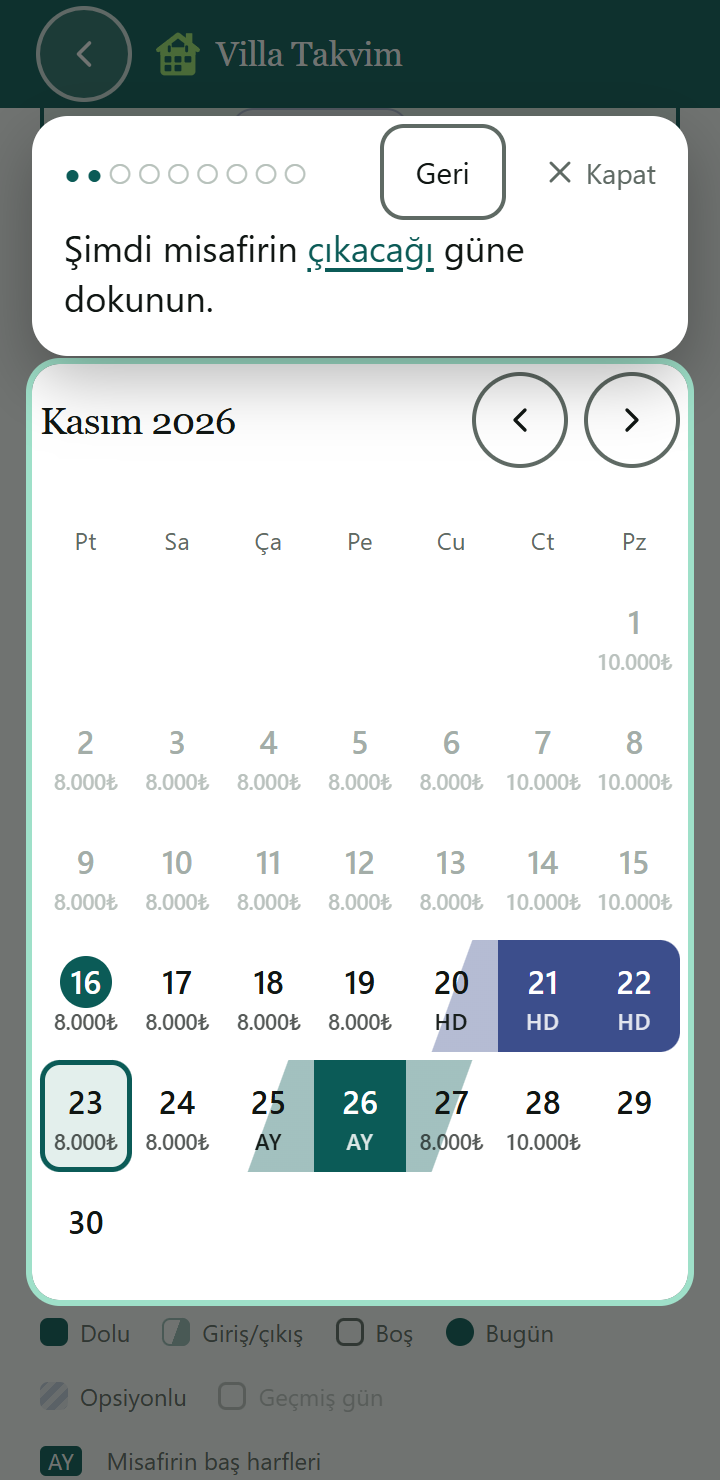 Villa Takvim
Geri
Kapat
Şimdi misafirin çıkacağı güne
dokunun.
Kasım 2026
Pt Sa Ça Pe Cu Ct Pz
1
10.000₺
2 3 4 5 6 7 8
8.000₺ 8.000₺ 8.000₺ 8.000₺ 8.000₺ 10.000₺ 10.000₺
9 10 11 12 13 14 15
8.000₺ 8.000₺ 8.000₺ 8.000₺ 8.000₺ 10.000₺ 10.000₺
16 17 18 19 20 21 22
8.000₺ 8.000₺ 8.000₺ 8.000₺ HD HD HD
23 24 25 26 27 28 29
8.000₺ 8.000₺ AY AY 8.000₺ 10.000₺
30
Dolu Giriş/çıkış Boş Bugün
Opsiyonlu Geçmiş gün
AY Misafirin baş harfleri